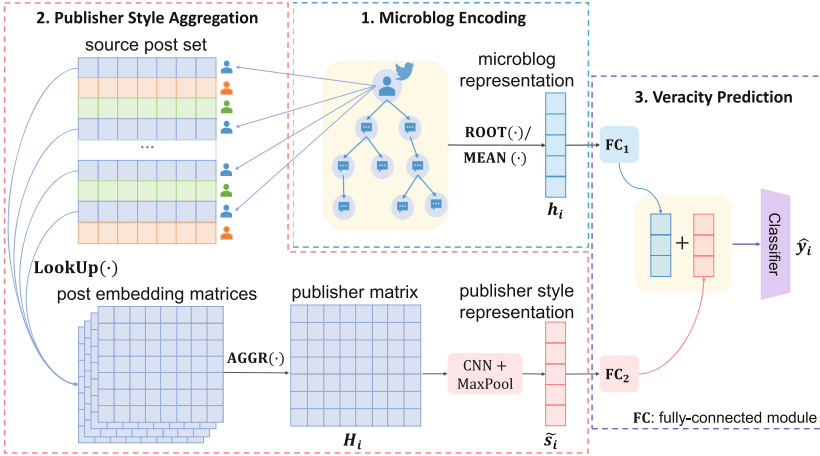 2. Publisher Style Aggregation
source post set
...
LookUp(·)
post embedding matrices
AGGR(·)
publisher matrix
H_i
CNN +
MaxPool
publisher style
representation
s̃_i
1. Microblog Encoding
microblog
representation
ROOT(·)/
MEAN (·)
h_i
3. Veracity Prediction
FC₁
+
Classifier
ŷ_i
FC₂
FC: fully-connected module